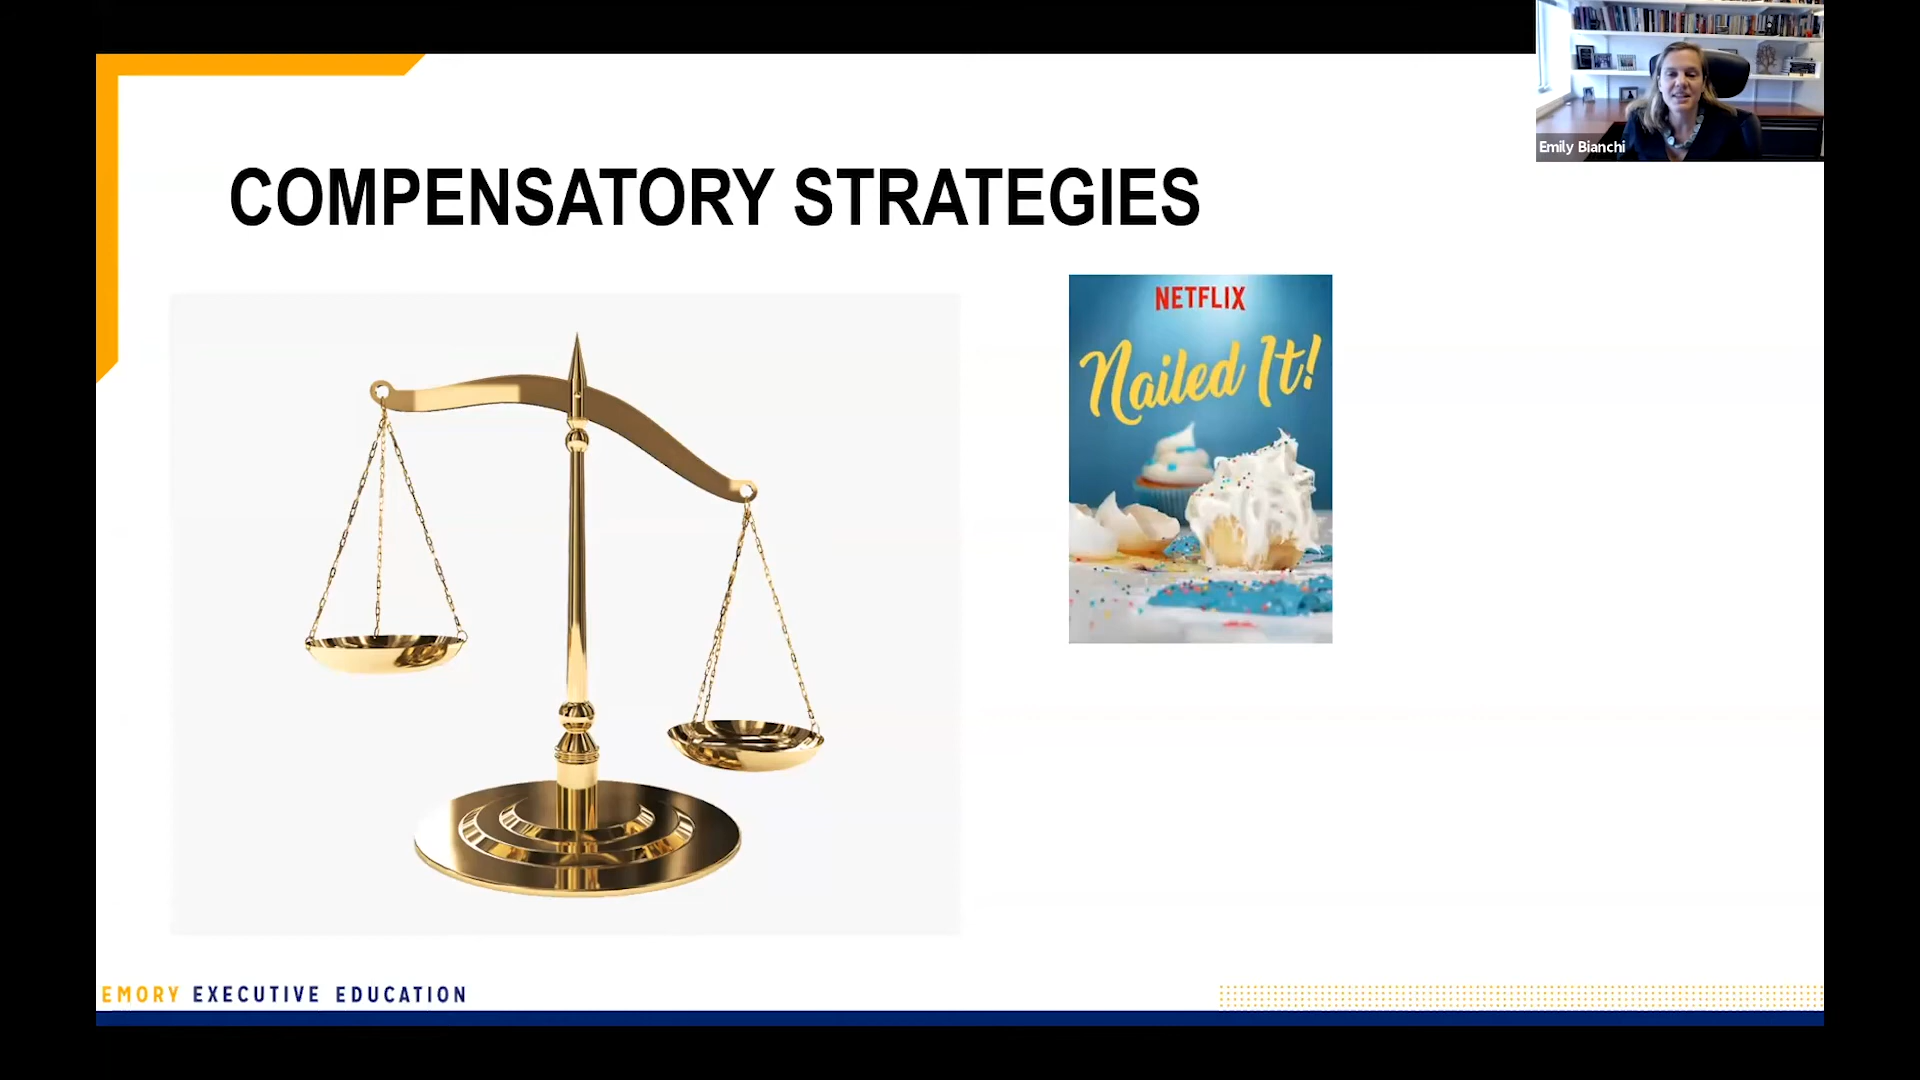 Emily Bianchi
COMPENSATORY STRATEGIES
NETFLIX
Nailed It!
EMORY EXECUTIVE EDUCATION